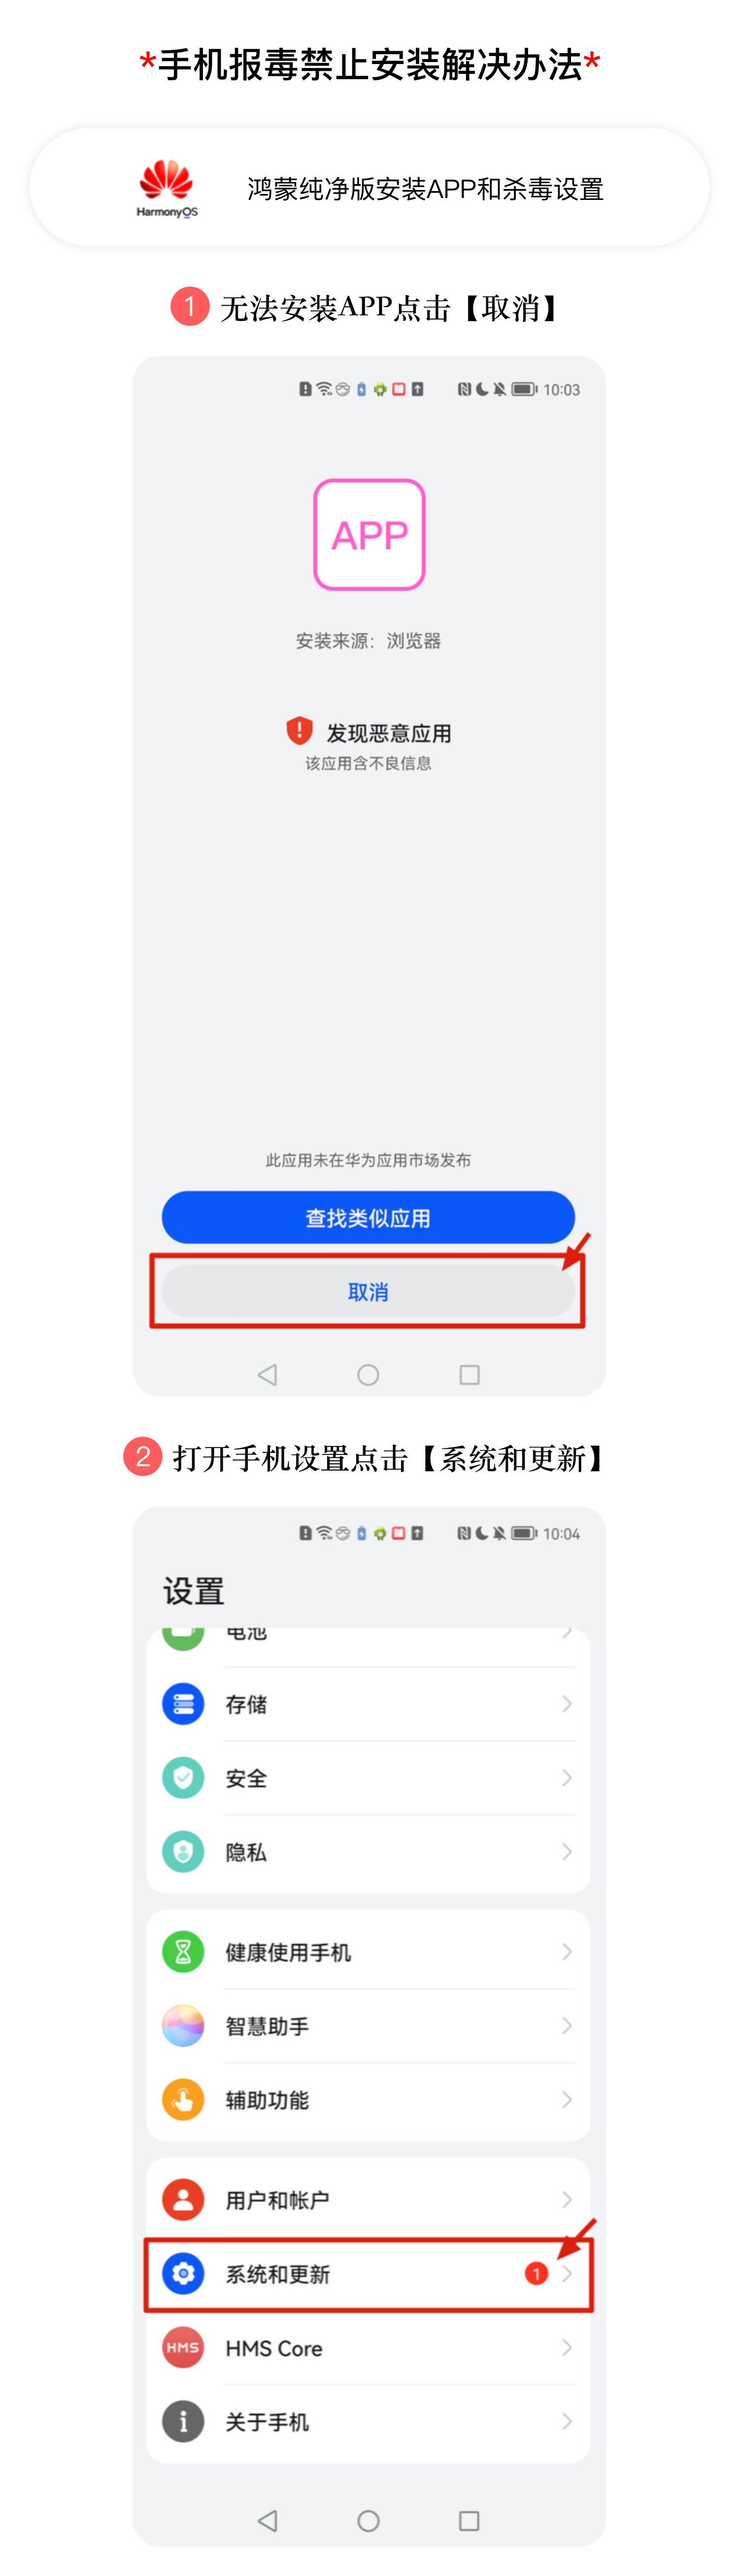 *手机报毒禁止安装解决办法*
HarmonyOS
鸿蒙纯净版安装APP和杀毒设置
1 无法安装APP点击【取消】
10:03
APP
安装来源：浏览器
发现恶意应用
该应用含不良信息
此应用未在华为应用市场发布
查找类似应用
取消
2 打开手机设置点击【系统和更新】
10:04
设置
电池
存储
安全
隐私
健康使用手机
智慧助手
辅助功能
用户和帐户
系统和更新 1
HMS HMS Core
关于手机